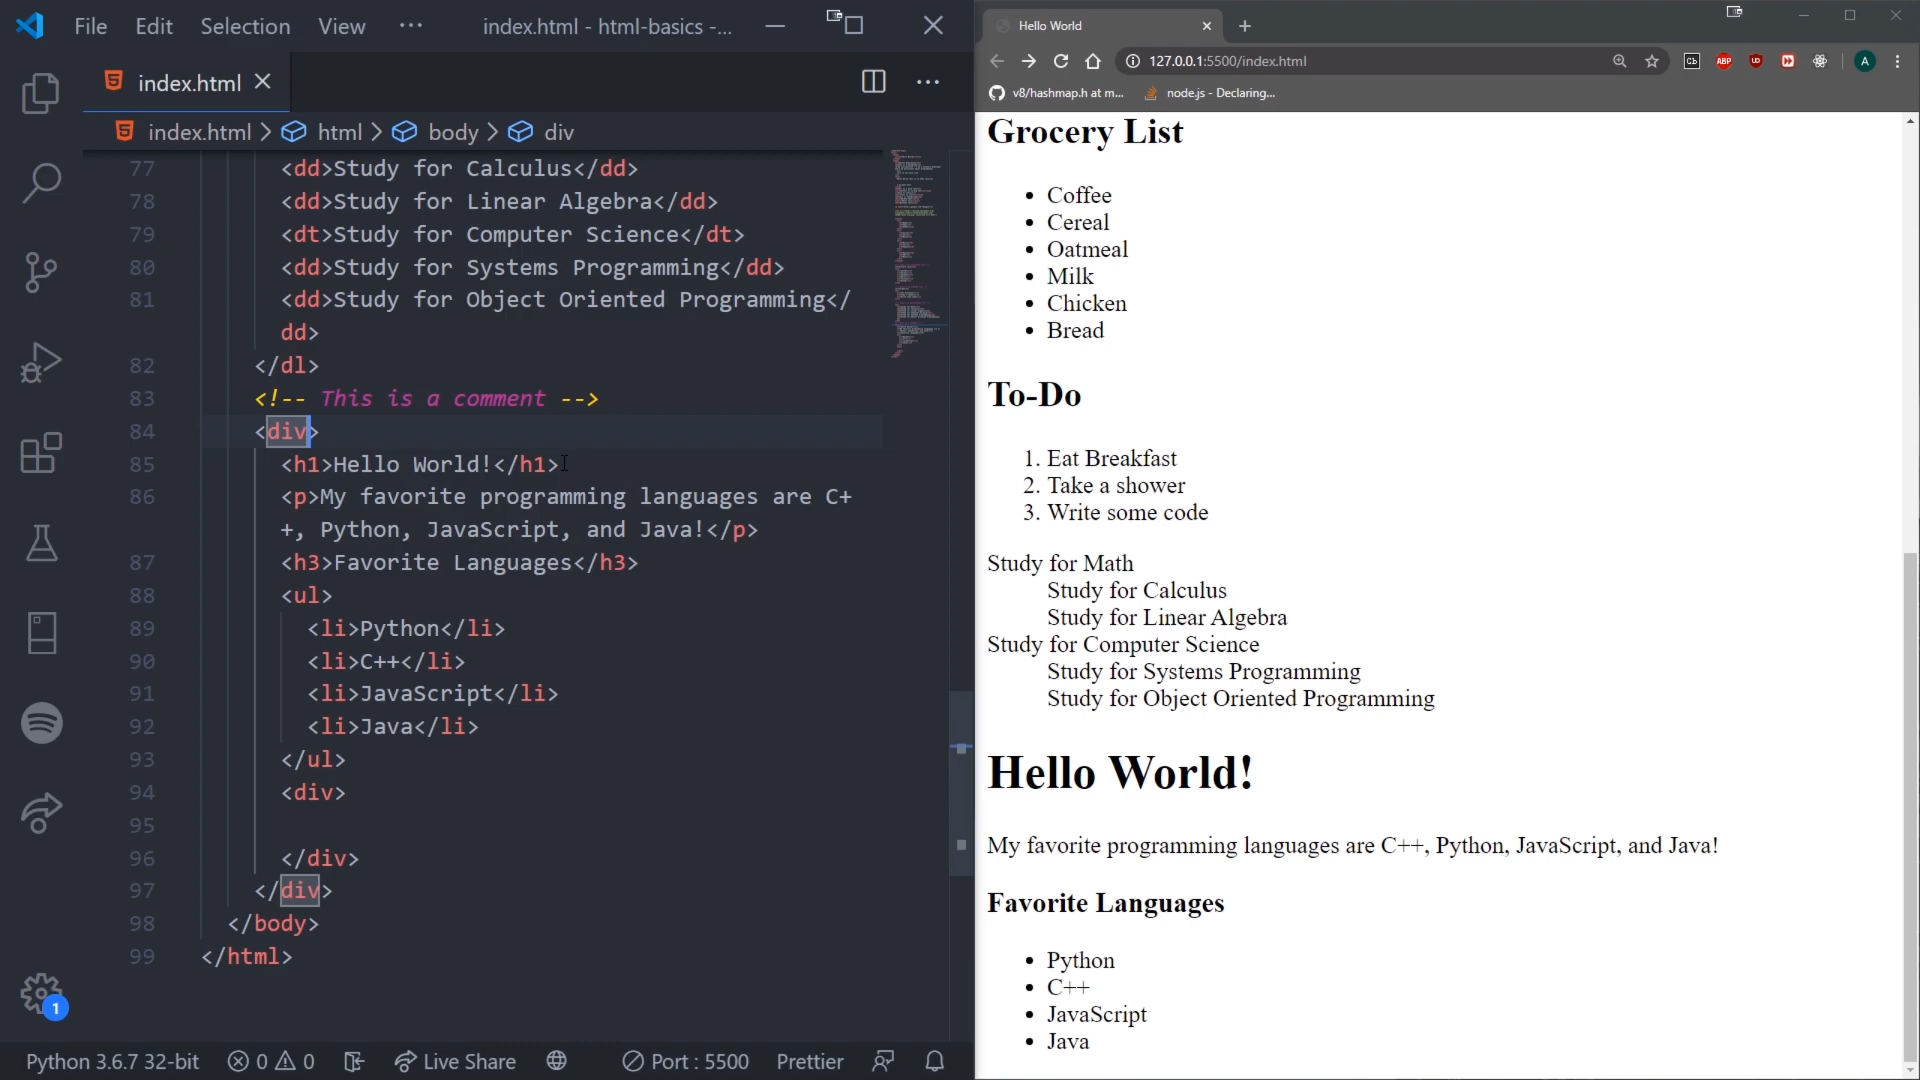 File Edit Selection View ··· index.html - html-basics -...
index.html
index.html > html > body > div
77 <dd>Study for Calculus</dd>
78 <dd>Study for Linear Algebra</dd>
79 <dt>Study for Computer Science</dt>
80 <dd>Study for Systems Programming</dd>
81 <dd>Study for Object Oriented Programming</
dd>
82 </dl>
83 <!-- This is a comment -->
84 <div>
85 <h1>Hello World!</h1>
86 <p>My favorite programming languages are C+
+, Python, JavaScript, and Java!</p>
87 <h3>Favorite Languages</h3>
88 <ul>
89 <li>Python</li>
90 <li>C++</li>
91 <li>JavaScript</li>
92 <li>Java</li>
93 </ul>
94 <div>
95
96 </div>
97 </div>
98 </body>
99 </html>
1
Python 3.6.7 32-bit 0 0 Live Share Port : 5500 Prettier
Hello World
127.0.0.1:5500/index.html
ABP
A
v8/hashmap.h at m... node.js - Declaring...
Grocery List
• Coffee
• Cereal
• Oatmeal
• Milk
• Chicken
• Bread
To-Do
1. Eat Breakfast
2. Take a shower
3. Write some code
Study for Math
Study for Calculus
Study for Linear Algebra
Study for Computer Science
Study for Systems Programming
Study for Object Oriented Programming
Hello World!
My favorite programming languages are C++, Python, JavaScript, and Java!
Favorite Languages
• Python
• C++
• JavaScript
• Java